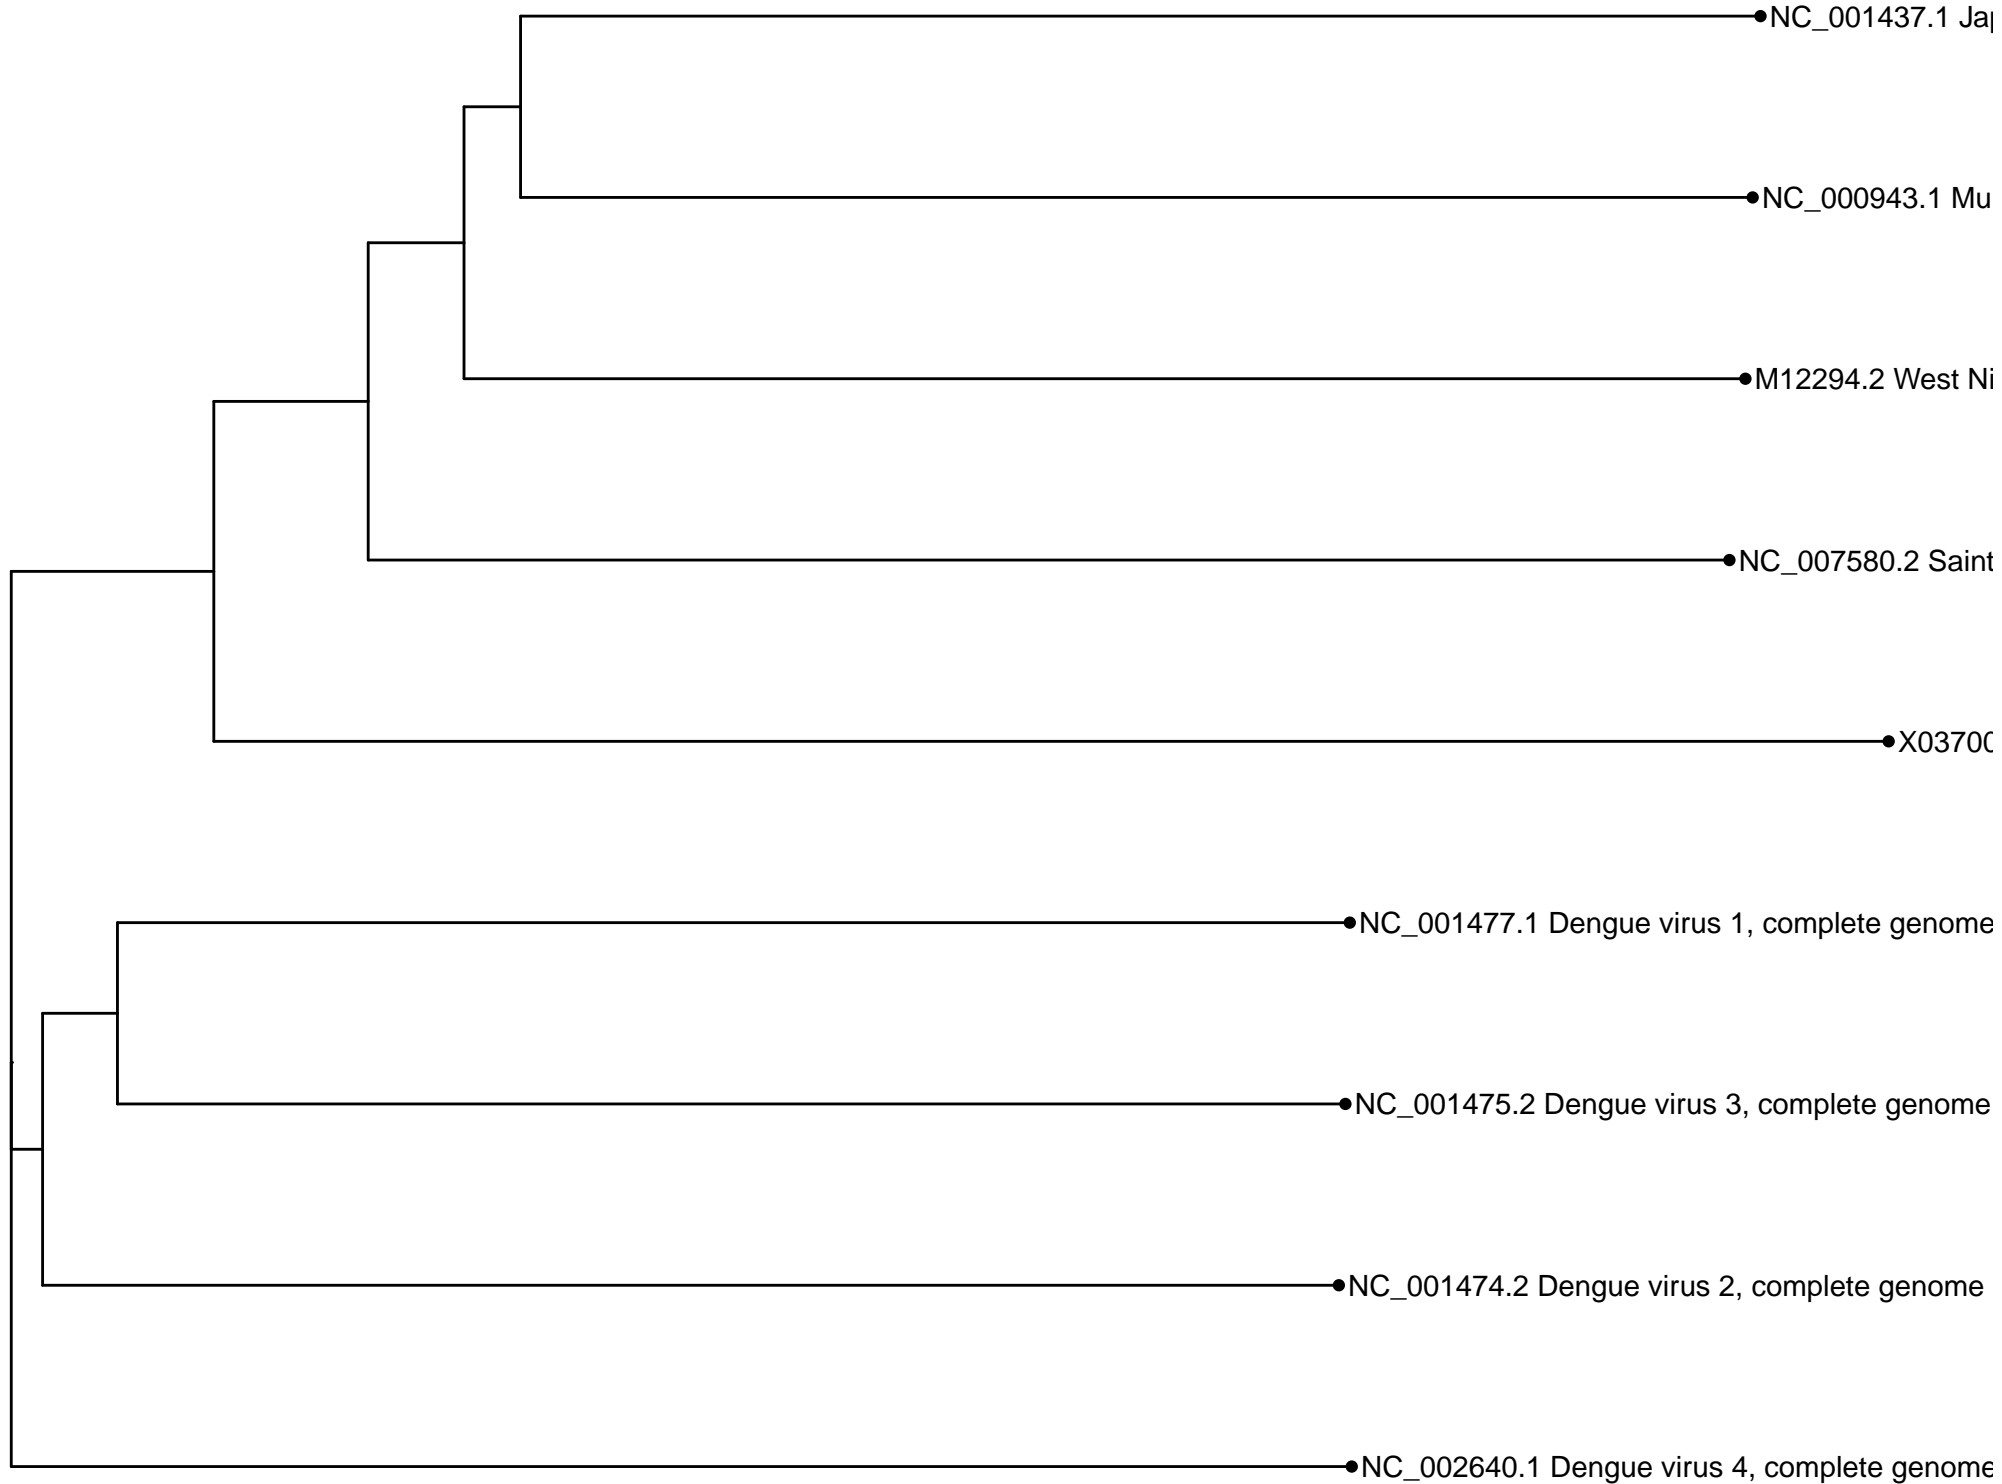 NC_001437.1 Jap
NC_000943.1 Mu
M12294.2 West Ni
NC_007580.2 Saint
X03700
NC_001477.1 Dengue virus 1, complete genome
NC_001475.2 Dengue virus 3, complete genome
NC_001474.2 Dengue virus 2, complete genome
NC_002640.1 Dengue virus 4, complete genome